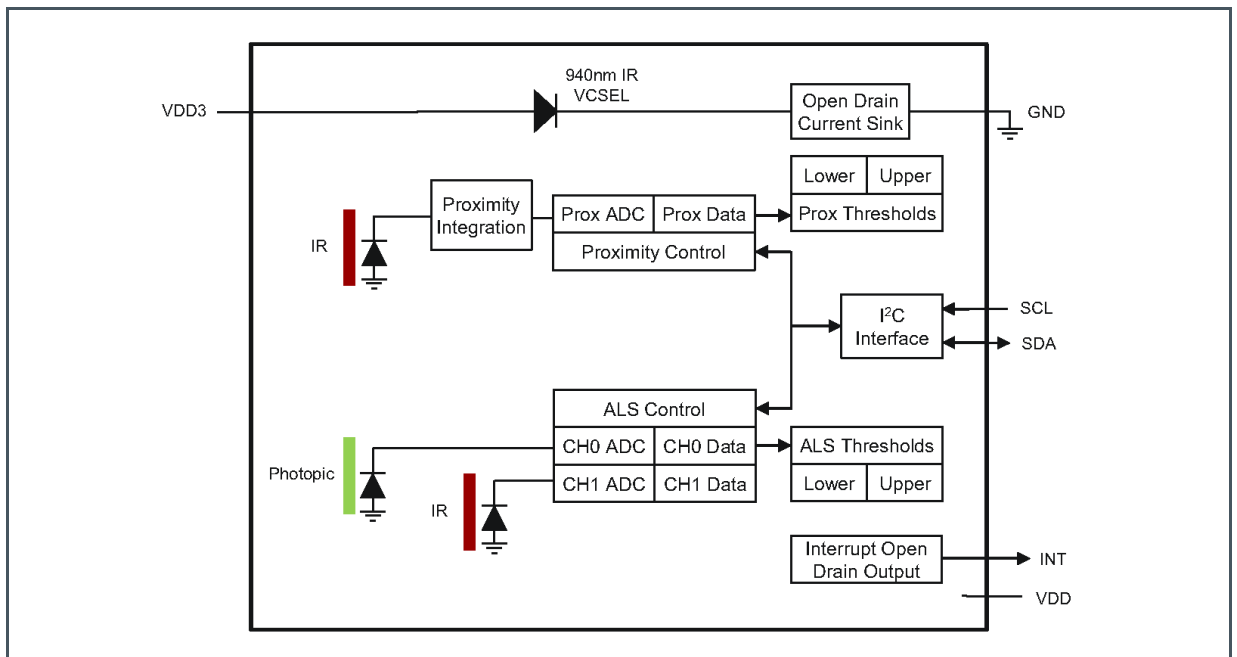 940nm IR
VCSEL
VDD3
Open Drain
Current Sink
GND
Lower Upper
Prox Thresholds
Proximity
Integration
Prox ADC Prox Data
Proximity Control
IR
I²C
Interface
SCL
SDA
ALS Control
CH0 ADC CH0 Data
CH1 ADC CH1 Data
ALS Thresholds
Lower Upper
Photopic
IR
Interrupt Open
Drain Output
INT
VDD